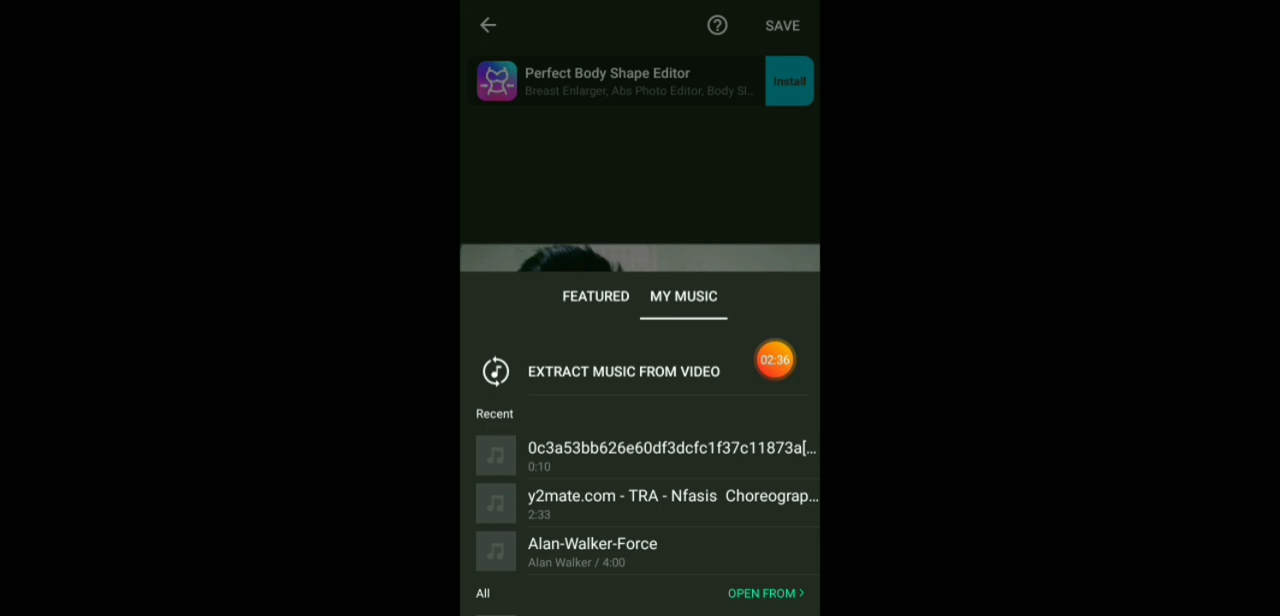 SAVE
Perfect Body Shape Editor
Install
Breast Enlarger, Abs Photo Editor, Body Sl...
FEATURED MY MUSIC
02:36
EXTRACT MUSIC FROM VIDEO
Recent
0c3a53bb626e60df3dcfc1f37c11873a[...
0:10
y2mate.com - TRA - Nfasis Choreograp...
2:33
Alan-Walker-Force
Alan Walker / 4:00
All OPEN FROM >